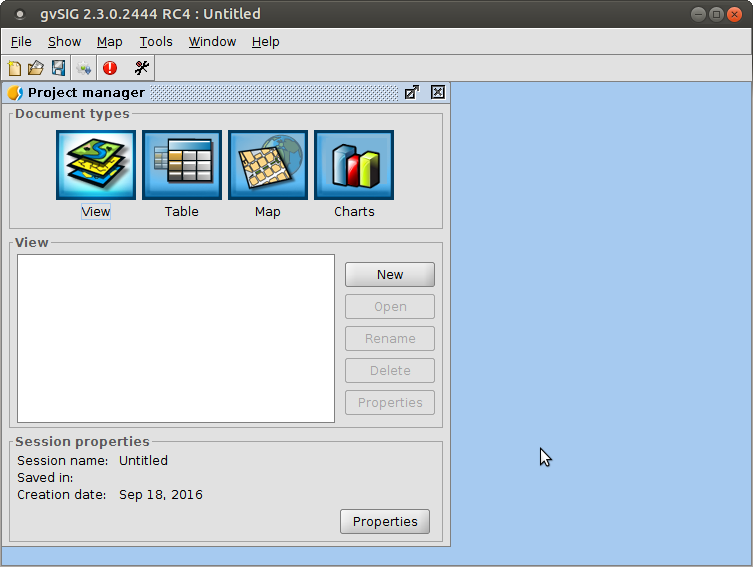 gvSIG 2.3.0.2444 RC4 : Untitled
File Show Map Tools Window Help
Project manager
Document types
View Table Map Charts
View
New
Open
Rename
Delete
Properties
Session properties
Session name: Untitled
Saved in:
Creation date: Sep 18, 2016
Properties